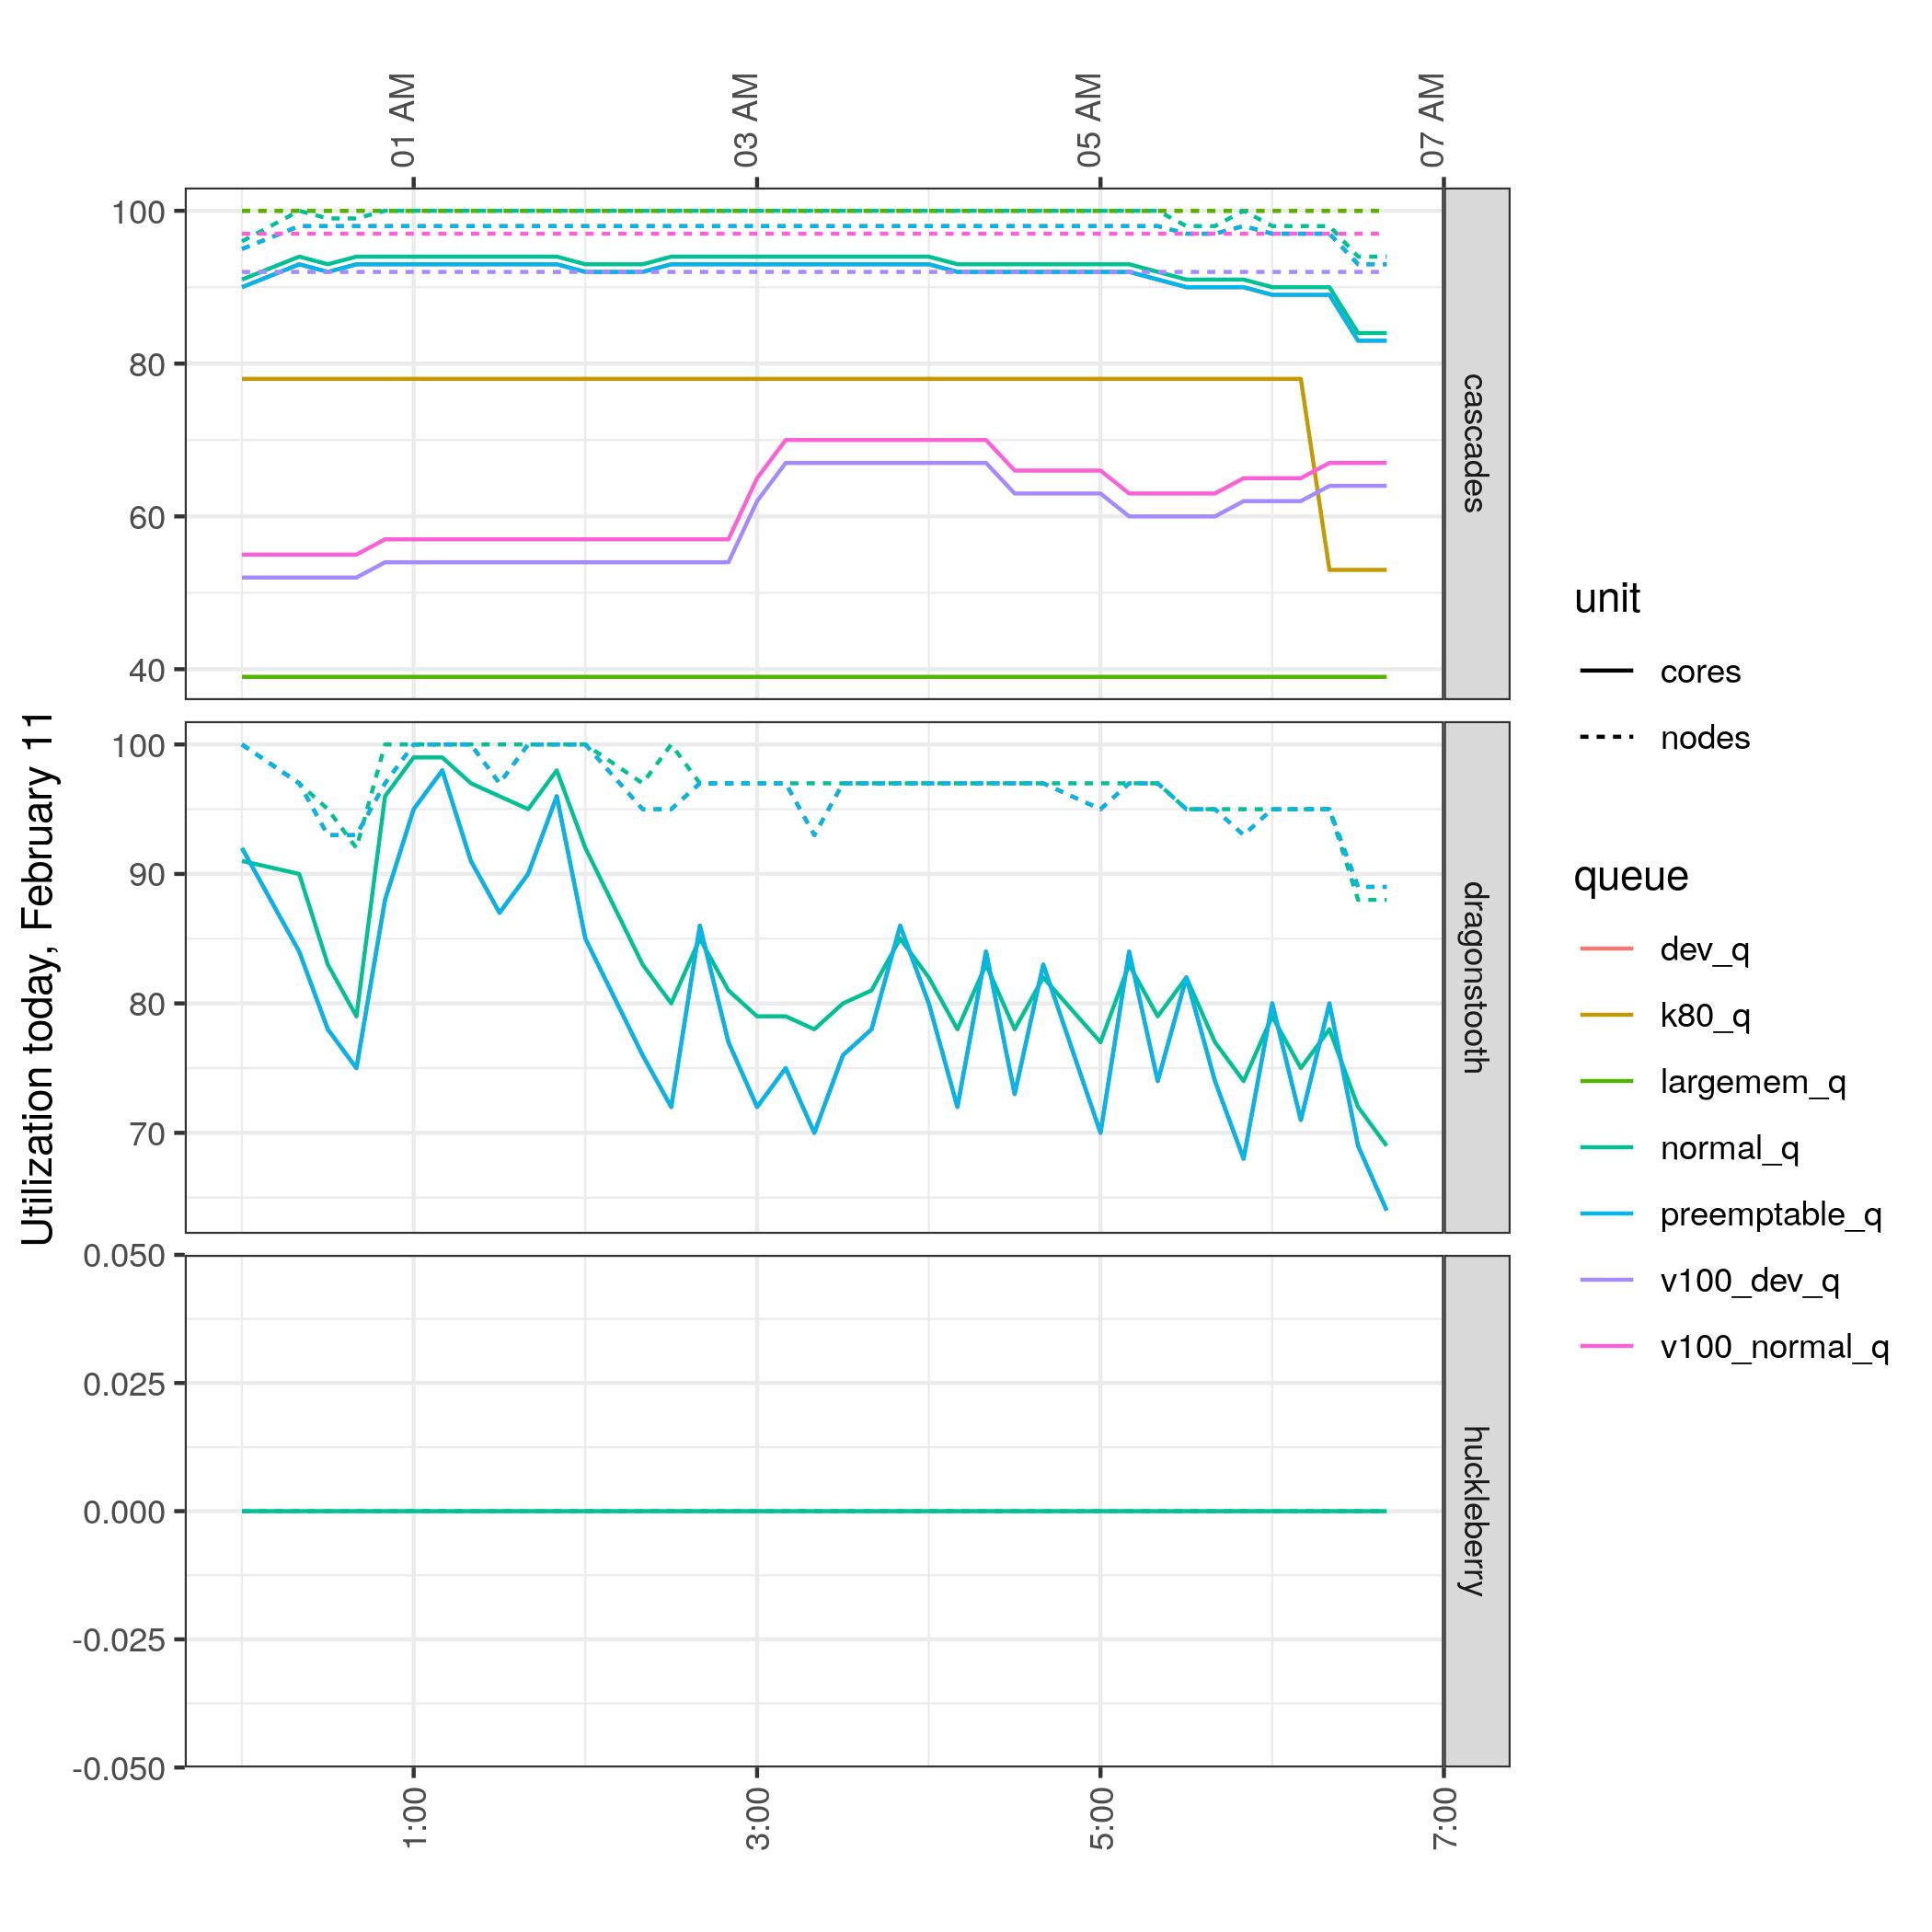 01 AM
03 AM
05 AM
07 AM
Utilization today, February 11
100
80
60
40
cascades
100
90
80
70
dragonstooth
0.050
0.025
0.000
-0.025
-0.050
huckleberry
1:00
3:00
5:00
7:00
unit
cores
nodes
queue
dev_q
k80_q
largemem_q
normal_q
preemptable_q
v100_dev_q
v100_normal_q